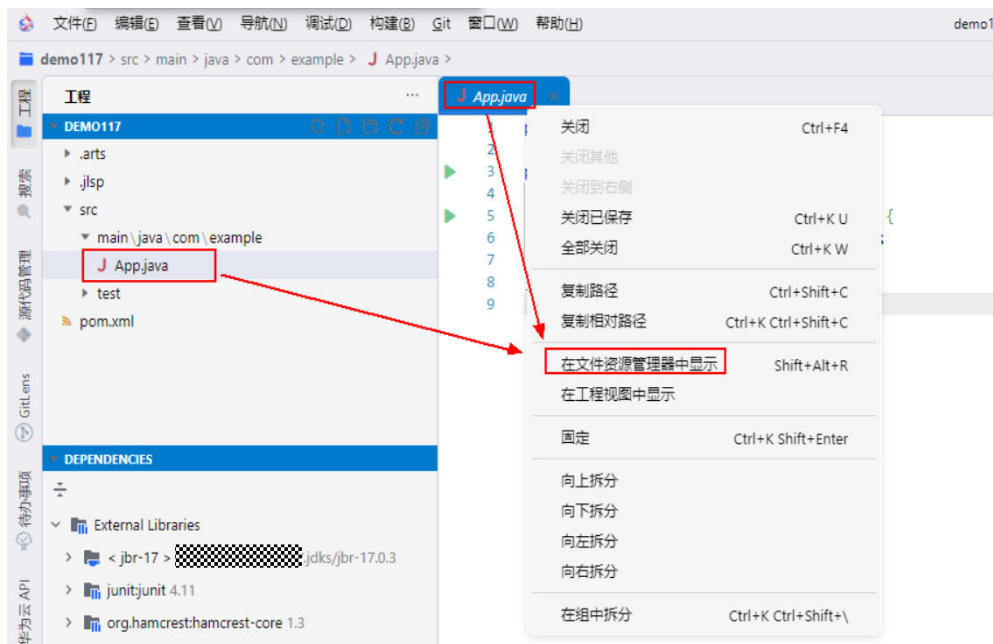 文件(F) 编辑(E) 查看(V) 导航(N) 调试(D) 构建(B) Git 窗口(W) 帮助(H) demo1
demo117 > src > main > java > com > example > J App.java >
工程
工程 ···
J App.java ×
DEMO117
.arts
.jlsp
src
main\java\com\example
J App.java
test
pom.xml
搜索
源代码管理
GitLens
待办事项
华为云 API
1
2
3
4
5 {
6 ;
7
8
9
关闭 Ctrl+F4
关闭其他
关闭到右侧
关闭已保存 Ctrl+K U
全部关闭 Ctrl+K W
复制路径 Ctrl+Shift+C
复制相对路径 Ctrl+K Ctrl+Shift+C
在文件资源管理器中显示 Shift+Alt+R
在工程视图中显示
固定 Ctrl+K Shift+Enter
向上拆分
向下拆分
向左拆分
向右拆分
在组中拆分 Ctrl+K Ctrl+Shift+\
DEPENDENCIES
External Libraries
< jbr-17 > .jdks/jbr-17.0.3
junit:junit 4.11
org.hamcrest:hamcrest-core 1.3